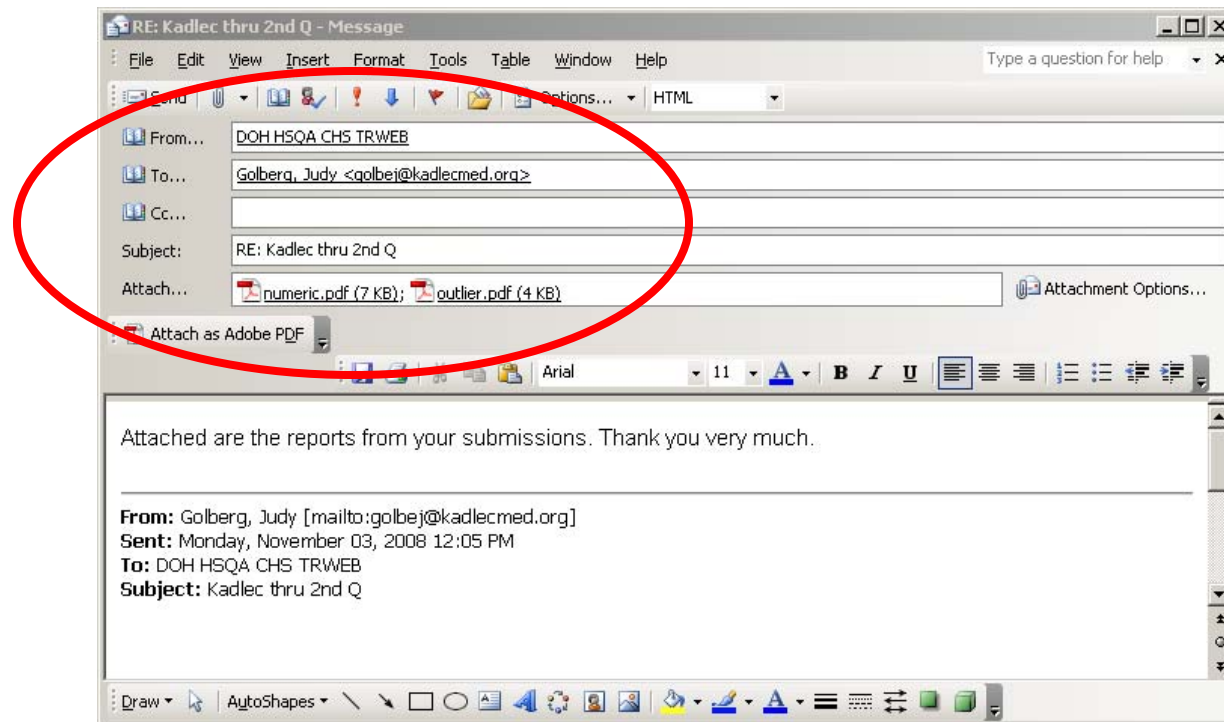 RE: Kadlec thru 2nd Q - Message
File Edit View Insert Format Tools Table Window Help Type a question for help
Send Options... HTML
From... DOH HSQA CHS TRWEB
To... Golberg, Judy <golbej@kadlecmed.org>
Cc...
Subject: RE: Kadlec thru 2nd Q
Attach... numeric.pdf (7 KB); outlier.pdf (4 KB) Attachment Options...
Attach as Adobe PDF
Arial 11 A B I U
Attached are the reports from your submissions. Thank you very much.
From: Golberg, Judy [mailto:golbej@kadlecmed.org]
Sent: Monday, November 03, 2008 12:05 PM
To: DOH HSQA CHS TRWEB
Subject: Kadlec thru 2nd Q
Draw AutoShapes A